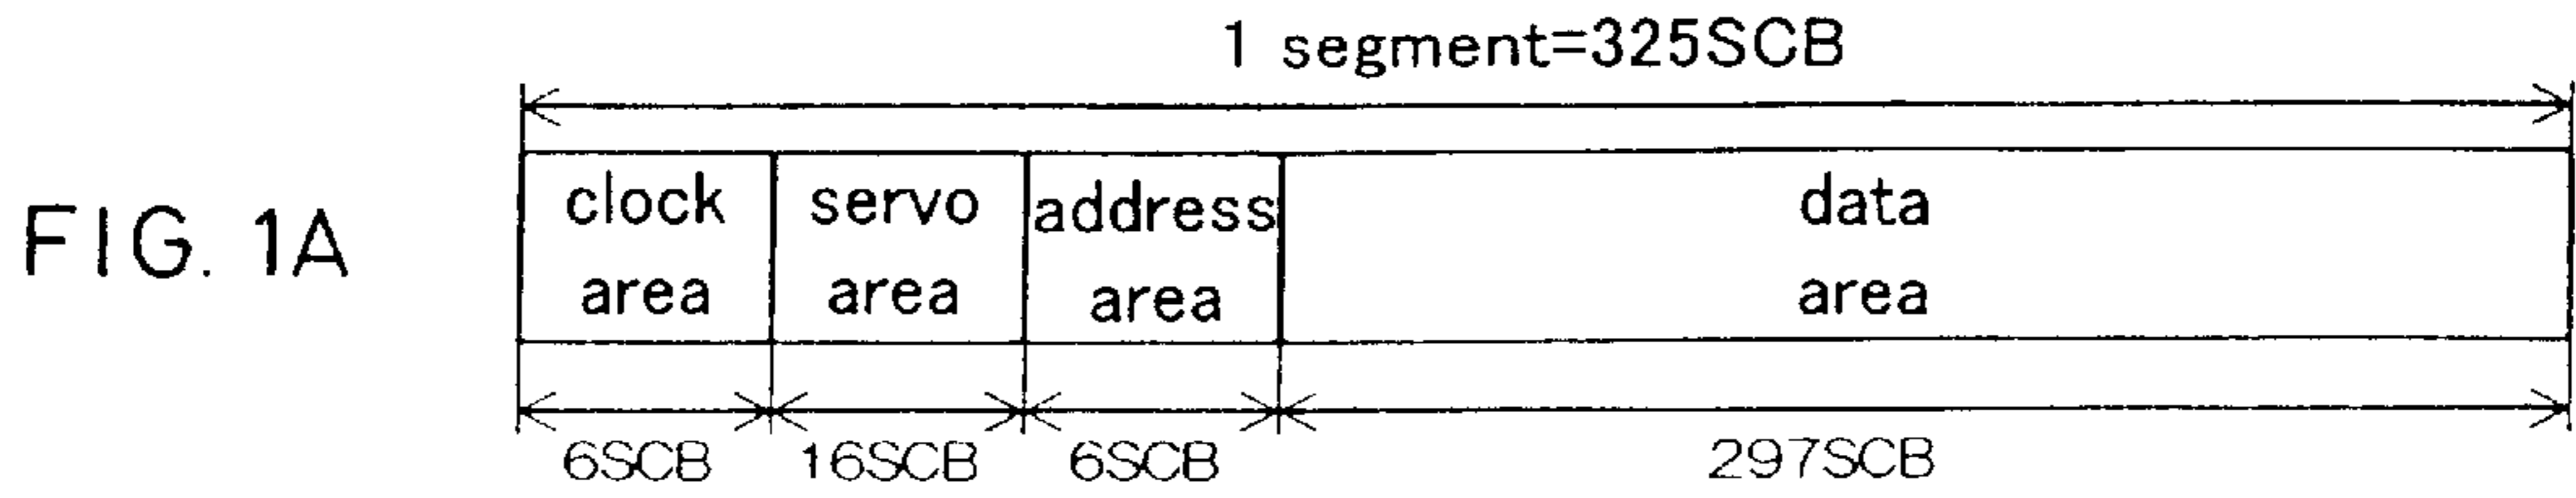 1 segment=325SCB
FIG. 1A
clock area
servo area
address area
data area
6SCB 16SCB 6SCB 297SCB